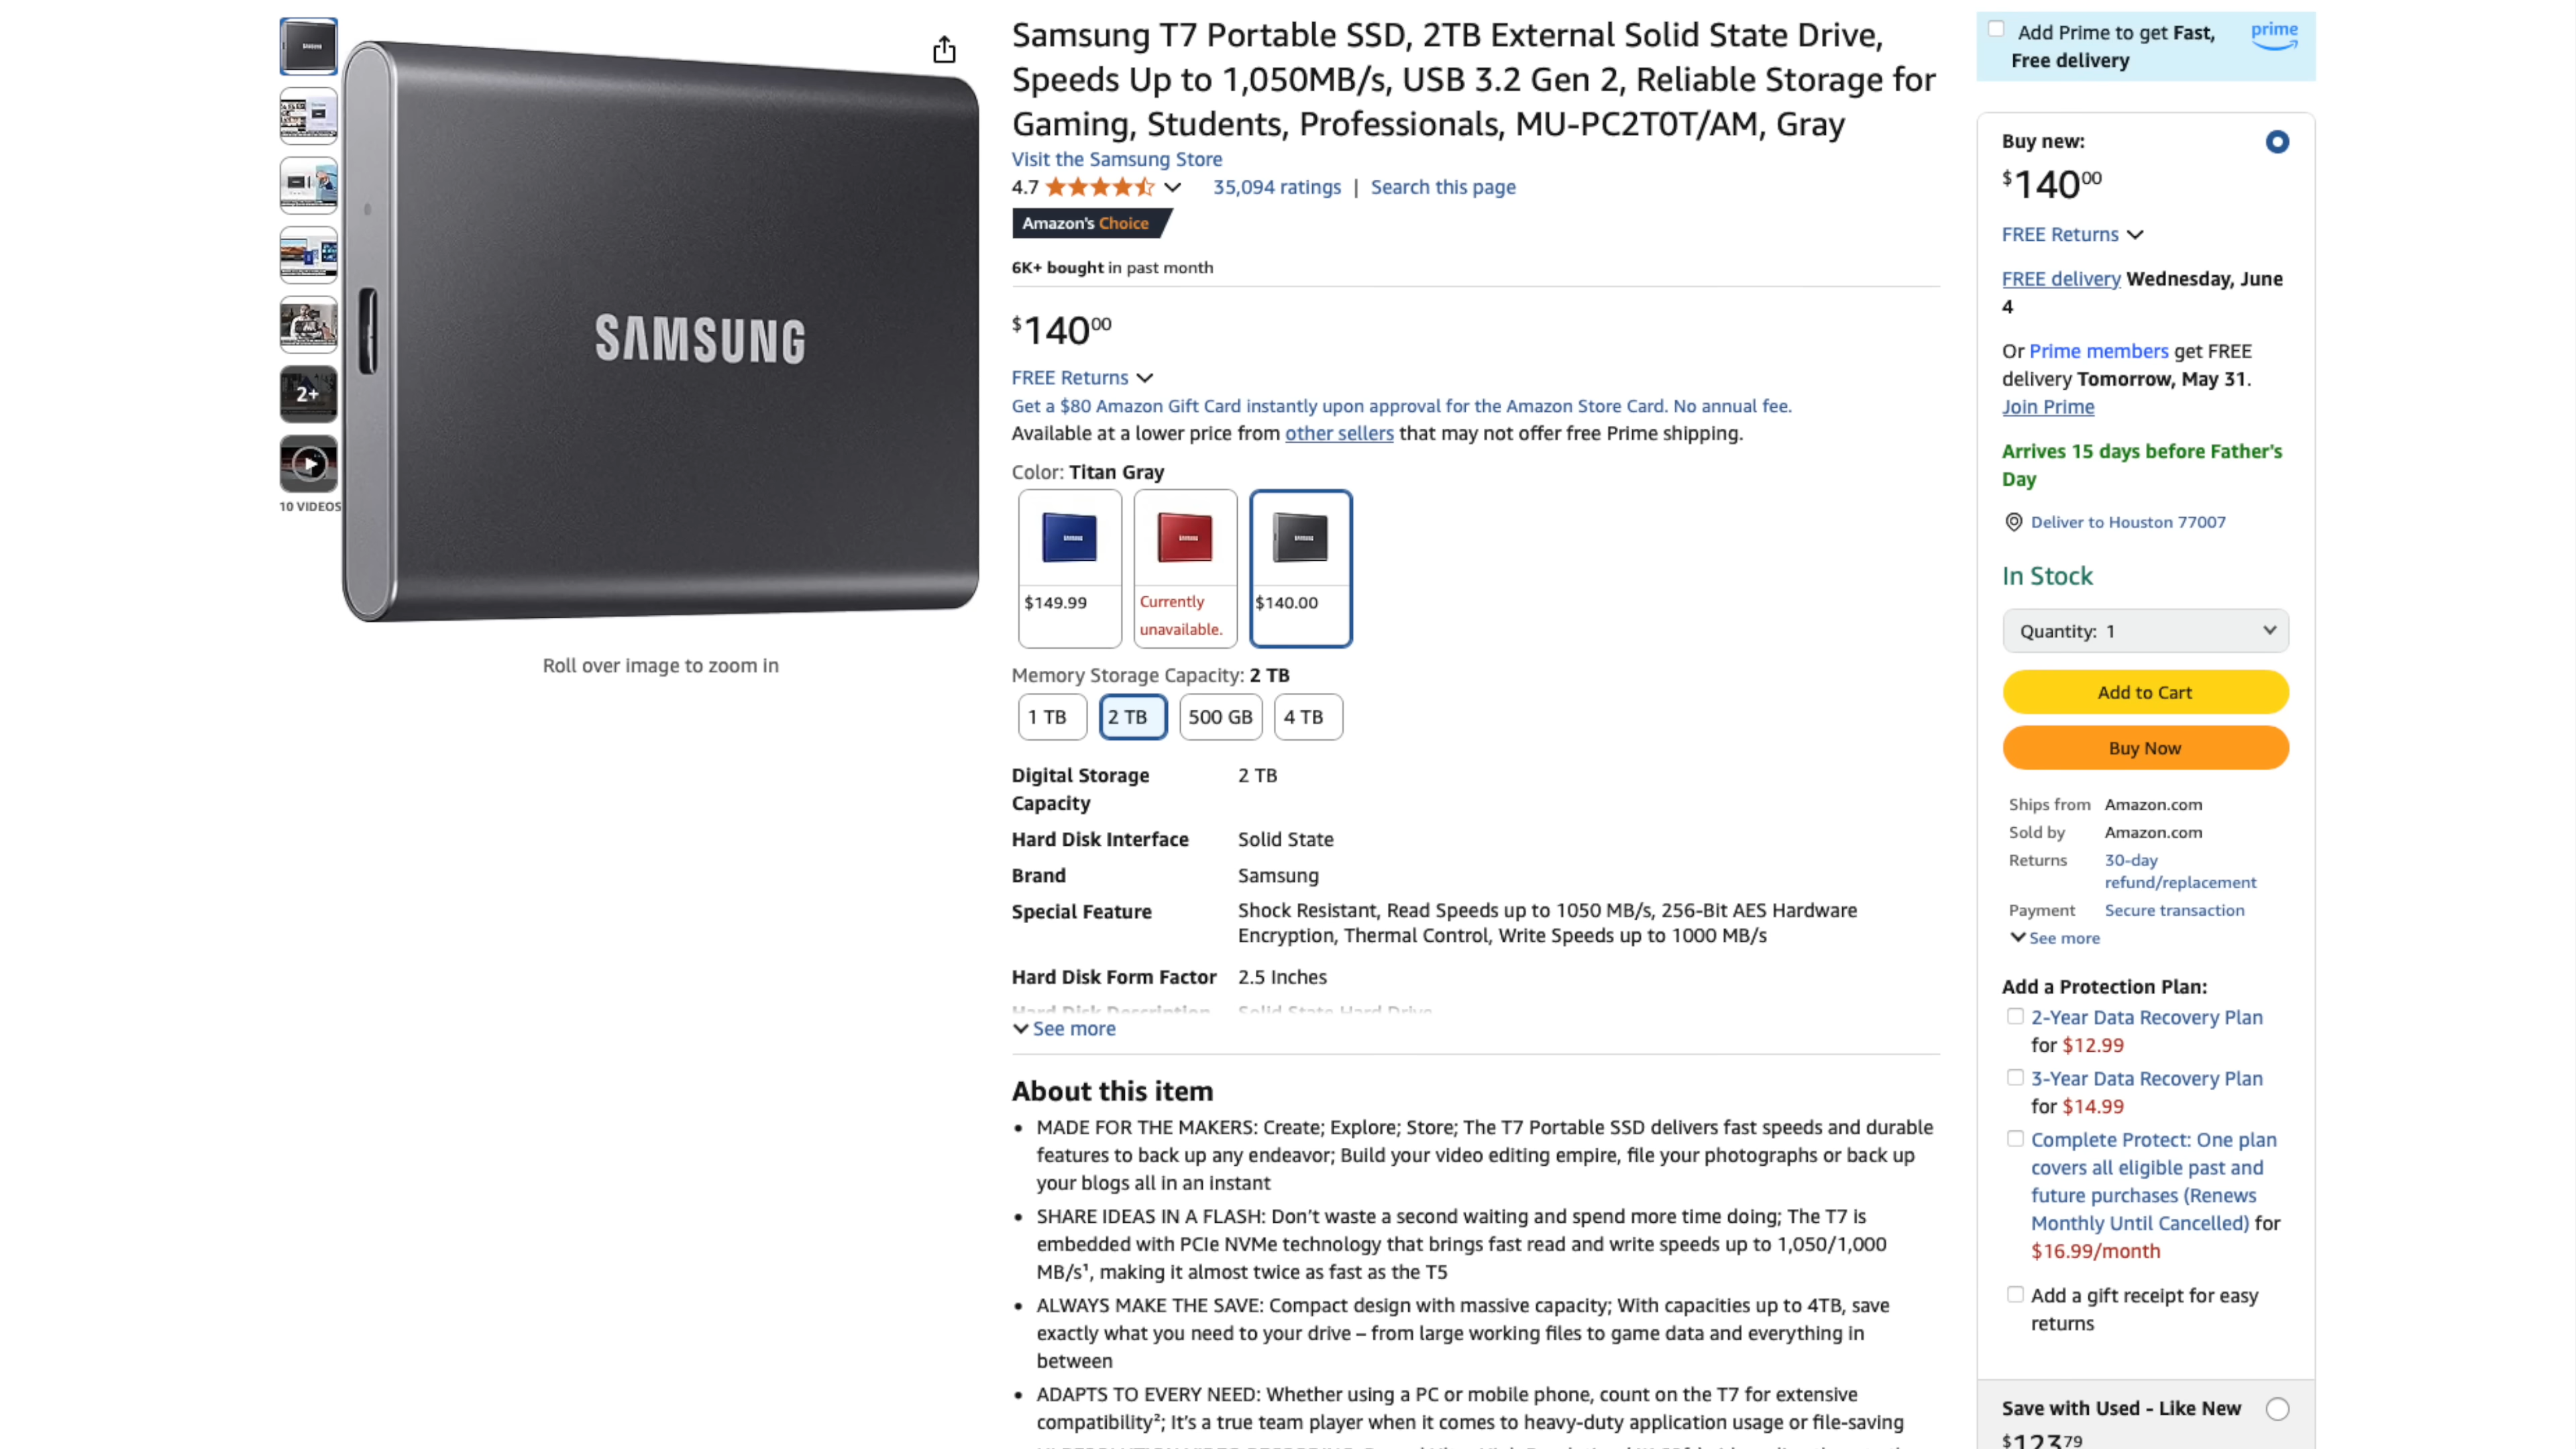 SAMSUNG
2+
10 VIDEOS
SAMSUNG
Roll over image to zoom in
Samsung T7 Portable SSD, 2TB External Solid State Drive,
Speeds Up to 1,050MB/s, USB 3.2 Gen 2, Reliable Storage for
Gaming, Students, Professionals, MU-PC2T0T/AM, Gray
Visit the Samsung Store
4.7 35,094 ratings | Search this page
Amazon's Choice
6K+ bought in past month
$14000
FREE Returns
Get a $80 Amazon Gift Card instantly upon approval for the Amazon Store Card. No annual fee.
Available at a lower price from other sellers that may not offer free Prime shipping.
Color: Titan Gray
SAMSUNG SAMSUNG SAMSUNG
$149.99 Currently $140.00
unavailable.
Memory Storage Capacity: 2 TB
1 TB 2 TB 500 GB 4 TB
Digital Storage 2 TB
Capacity
Hard Disk Interface Solid State
Brand Samsung
Special Feature Shock Resistant, Read Speeds up to 1050 MB/s, 256-Bit AES Hardware
Encryption, Thermal Control, Write Speeds up to 1000 MB/s
Hard Disk Form Factor 2.5 Inches
Hard Disk Description Solid State Hard Drive
See more
About this item
• MADE FOR THE MAKERS: Create; Explore; Store; The T7 Portable SSD delivers fast speeds and durable
features to back up any endeavor; Build your video editing empire, file your photographs or back up
your blogs all in an instant
• SHARE IDEAS IN A FLASH: Don’t waste a second waiting and spend more time doing; The T7 is
embedded with PCIe NVMe technology that brings fast read and write speeds up to 1,050/1,000
MB/s¹, making it almost twice as fast as the T5
• ALWAYS MAKE THE SAVE: Compact design with massive capacity; With capacities up to 4TB, save
exactly what you need to your drive – from large working files to game data and everything in
between
• ADAPTS TO EVERY NEED: Whether using a PC or mobile phone, count on the T7 for extensive
compatibility²; It’s a true team player when it comes to heavy-duty application usage or file-saving
Add Prime to get Fast, prime
Free delivery
Buy new:
$14000
FREE Returns
FREE delivery Wednesday, June
4
Or Prime members get FREE
delivery Tomorrow, May 31.
Join Prime
Arrives 15 days before Father's
Day
Deliver to Houston 77007
In Stock
Quantity: 1
Add to Cart
Buy Now
Ships from Amazon.com
Sold by Amazon.com
Returns 30-day
refund/replacement
Payment Secure transaction
See more
Add a Protection Plan:
2-Year Data Recovery Plan
for $12.99
3-Year Data Recovery Plan
for $14.99
Complete Protect: One plan
covers all eligible past and
future purchases (Renews
Monthly Until Cancelled) for
$16.99/month
Add a gift receipt for easy
returns
Save with Used - Like New
$12379